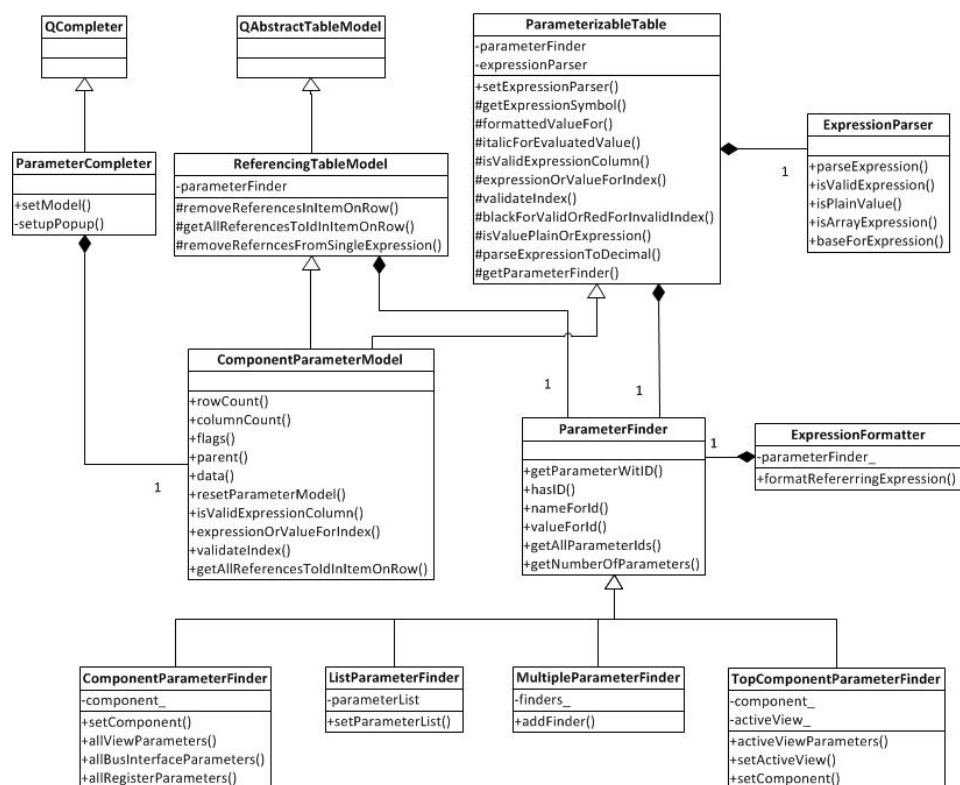 QCompleter
QAbstractTableModel
ParameterizableTable
-parameterFinder
-expressionParser
+setExpressionParser()
#getExpressionSymbol()
#formattedValueFor()
#italicForEvaluatedValue()
#isValidExpressionColumn()
#expressionOrValueForIndex()
#validateIndex()
#blackForValidOrRedForInvalidIndex()
#isValuePlainOrExpression()
#parseExpressionToDecimal()
#getParameterFinder()
1
ExpressionParser
+parseExpression()
+isValidExpression()
+isPlainValue()
+isArrayExpression()
+baseForExpression()
ParameterCompleter
+setModel()
-setupPopup()
ReferencingTableModel
-parameterFinder
#removeReferencesInItemOnRow()
#getAllReferencesToIdInItemOnRow()
#removeReferncesFromSingleExpression()
ComponentParameterModel
+rowCount()
+columnCount()
+flags()
+parent()
+data()
+resetParameterModel()
+isValidExpressionColumn()
+expressionOrValueForIndex()
+validateIndex()
+getAllReferencesToIdInItemOnRow()
1
1
1
ParameterFinder
+getParameterWitID()
+hasID()
+nameForId()
+valueForId()
+getAllParameterIds()
+getNumberOfParameters()
1
ExpressionFormatter
-parameterFinder_
+formatRefererringExpression()
ComponentParameterFinder
-component_
+setComponent()
+allViewParameters()
+allBusInterfaceParameters()
+allRegisterParameters()
ListParameterFinder
-parameterList
+setParameterList()
MultipleParameterFinder
-finders_
+addFinder()
TopComponentParameterFinder
-component_
-activeView_
+activeViewParameters()
+setActiveView()
+setComponent()